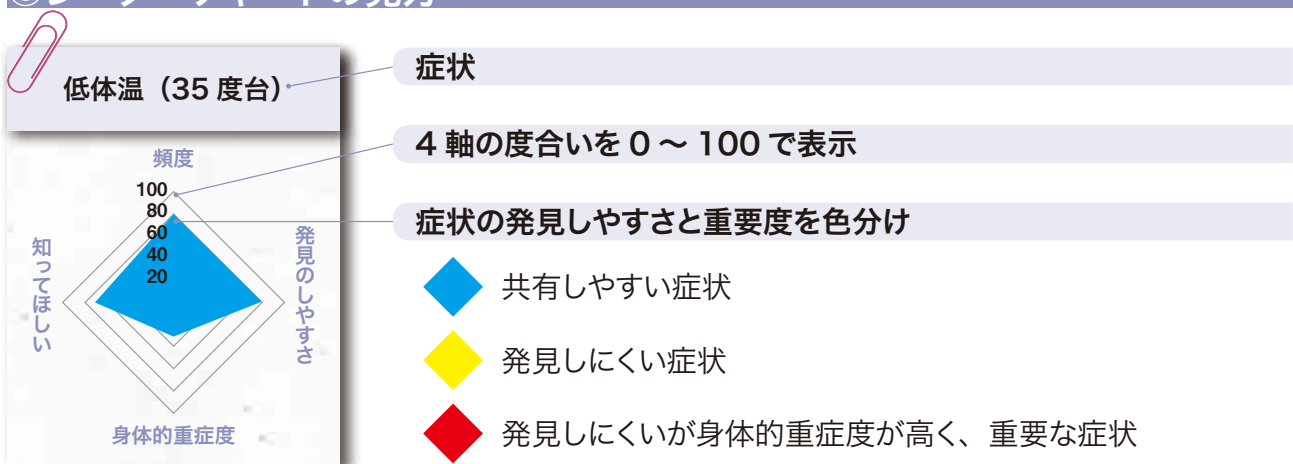 低体温（35 度台）
症状
4 軸の度合いを 0 ～ 100 で表示
頻度
100
80
60
40
20
知ってほしい
発見のしやすさ
身体的重症度
症状の発見しやすさと重要度を色分け
共有しやすい症状
発見しにくい症状
発見しにくいが身体的重症度が高く、重要な症状